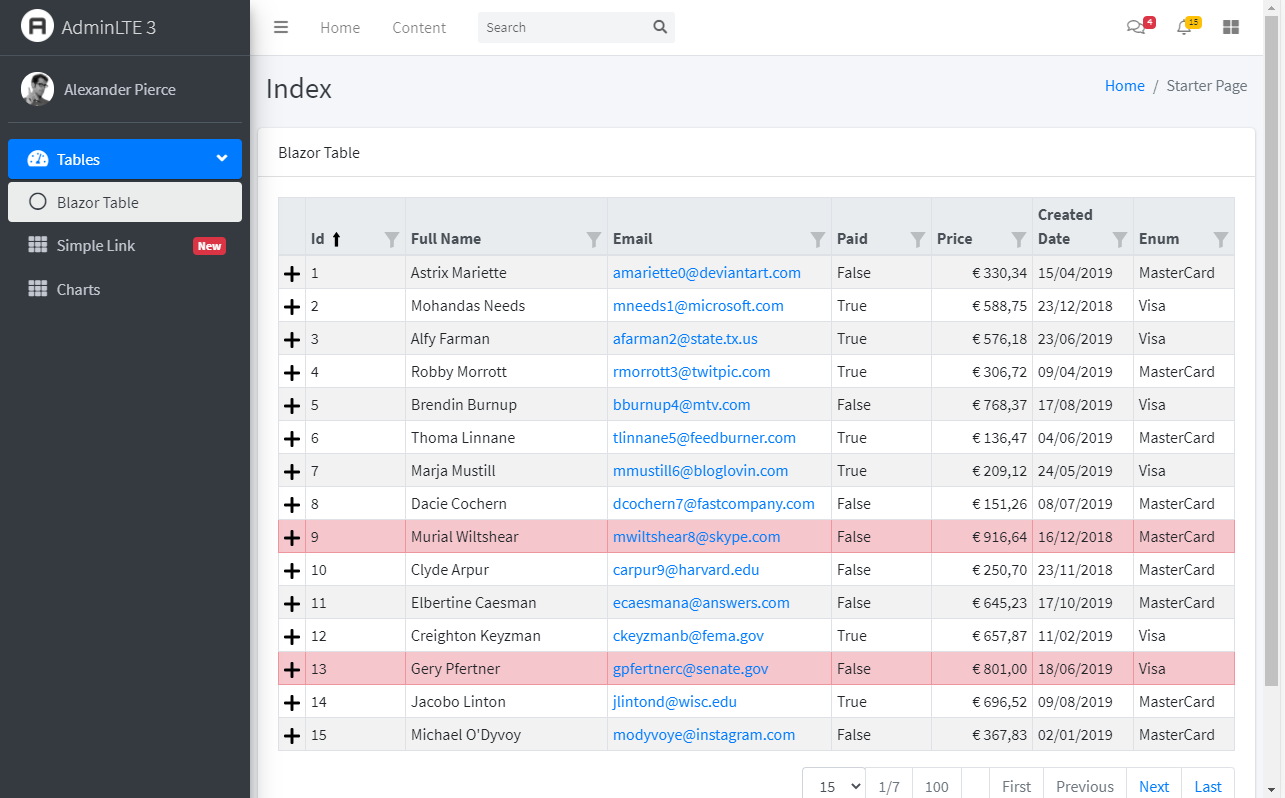 AdminLTE 3
Alexander Pierce
Tables
Blazor Table
Simple Link New
Charts
Home Content Search 4 15
Index
Home / Starter Page
Blazor Table
Id Full Name Email Paid Price Created Date Enum
1 Astrix Mariette amariette0@deviantart.com False € 330,34 15/04/2019 MasterCard
2 Mohandas Needs mneeds1@microsoft.com True € 588,75 23/12/2018 Visa
3 Alfy Farman afarman2@state.tx.us True € 576,18 23/06/2019 Visa
4 Robby Morrott rmorrott3@twitpic.com True € 306,72 09/04/2019 MasterCard
5 Brendin Burnup bburnup4@mtv.com False € 768,37 17/08/2019 Visa
6 Thoma Linnane tlinnane5@feedburner.com True € 136,47 04/06/2019 MasterCard
7 Marja Mustill mmustill6@bloglovin.com True € 209,12 24/05/2019 Visa
8 Dacie Cochern dcochern7@fastcompany.com False € 151,26 08/07/2019 MasterCard
9 Murial Wiltshear mwiltshear8@skype.com False € 916,64 16/12/2018 MasterCard
10 Clyde Arpur carpur9@harvard.edu False € 250,70 23/11/2018 MasterCard
11 Elbertine Caesman ecaesmana@answers.com False € 645,23 17/10/2019 MasterCard
12 Creighton Keyzman ckeyzmanb@fema.gov True € 657,87 11/02/2019 Visa
13 Gery Pfertner gpfertnerc@senate.gov False € 801,00 18/06/2019 Visa
14 Jacobo Linton jlintond@wisc.edu True € 696,52 09/08/2019 MasterCard
15 Michael O'Dyvoy modyvoye@instagram.com False € 367,83 02/01/2019 MasterCard
15 1/7 100 First Previous Next Last